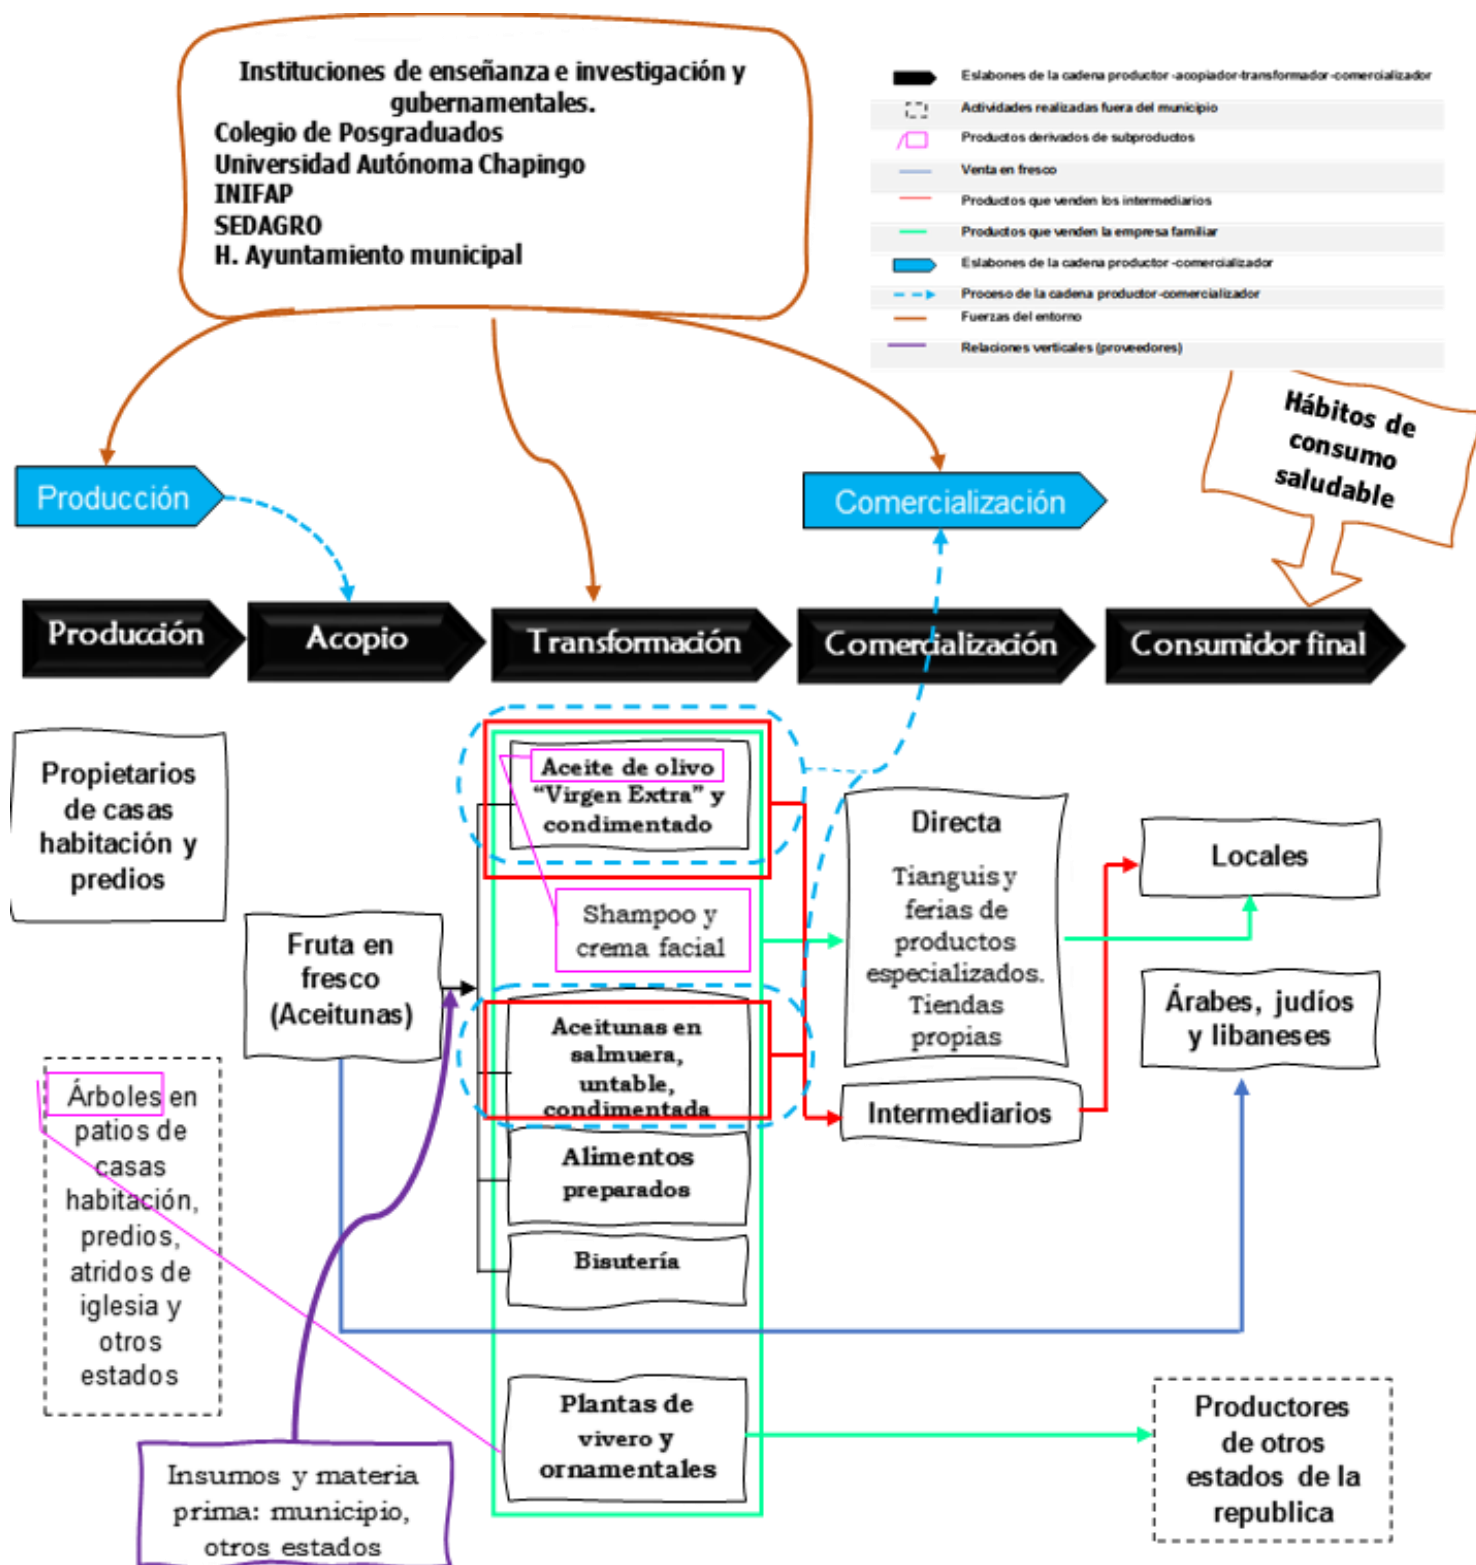 Instituciones de enseñanza e investigación y
gubernamentales.
Colegio de Posgraduados
Universidad Autónoma Chapingo
INIFAP
SEDAGRO
H. Ayuntamiento municipal
Eslabones de la cadena productor -acopiador-transformador-comercializador
Actividades realizadas fuera del municipio
Productos derivados de subproductos
Venta en fresco
Productos que venden los intermediarios
Productos que venden la empresa familiar
Eslabones de la cadena productor -comercializador
Proceso de la cadena productor-comercializador
Fuerzas del entorno
Relaciones verticales (proveedores)
Hábitos de
consumo
saludable
Producción
Comercialización
Producción
Acopio
Transformación
Comercialización
Consumidor final
Propietarios
de casas
habitación y
predios
Fruta en
fresco
(Aceitunas)
Árboles en
patios de
casas
habitación,
predios,
atridos de
iglesia y
otros
estados
Insumos y materia
prima: municipio,
otros estados
Aceite de olivo
“Virgen Extra” y
condimentado
Shampoo y
crema facial
Aceitunas en
salmuera,
untable,
condimentada
Alimentos
preparados
Bisutería
Plantas de
vivero y
ornamentales
Directa
Tianguis y
ferias de
productos
especializados.
Tiendas
propias
Intermediarios
Locales
Árabes, judíos
y libaneses
Productores
de otros
estados de la
republica